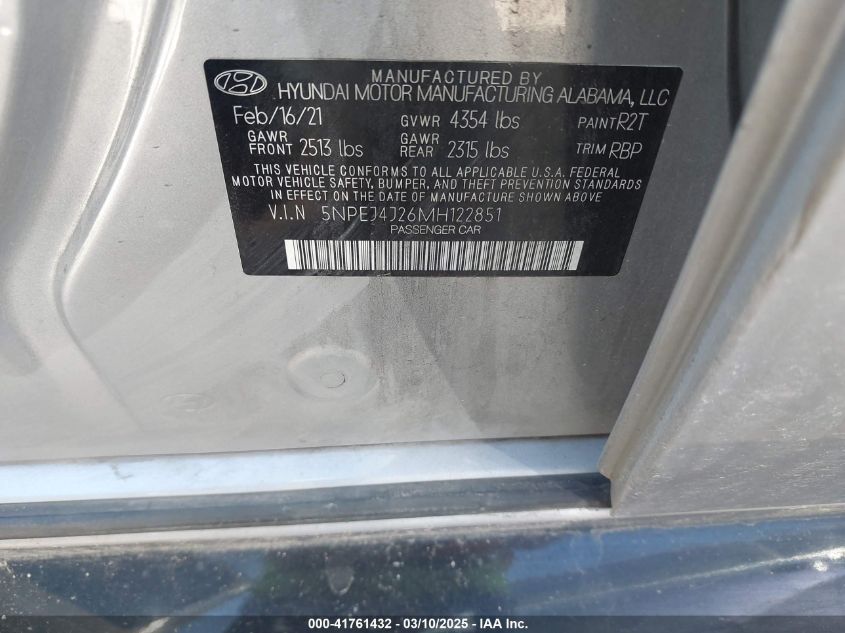 MANUFACTURED BY
HYUNDAI MOTOR MANUFACTURING ALABAMA, LLC
Feb/16/21 GVWR 4354 lbs PAINT R2T
GAWR FRONT 2513 lbs GAWR REAR 2315 lbs TRIM RBP
THIS VEHICLE CONFORMS TO ALL APPLICABLE U.S.A. FEDERAL
MOTOR VEHICLE SAFETY, BUMPER, AND THEFT PREVENTION STANDARDS
IN EFFECT ON THE DATE OF MANUFACTURE SHOWN ABOVE
V.I.N 5NPEJ4J26MH122851
PASSENGER CAR
000-41761432 - 03/10/2025 - © IAA Inc.